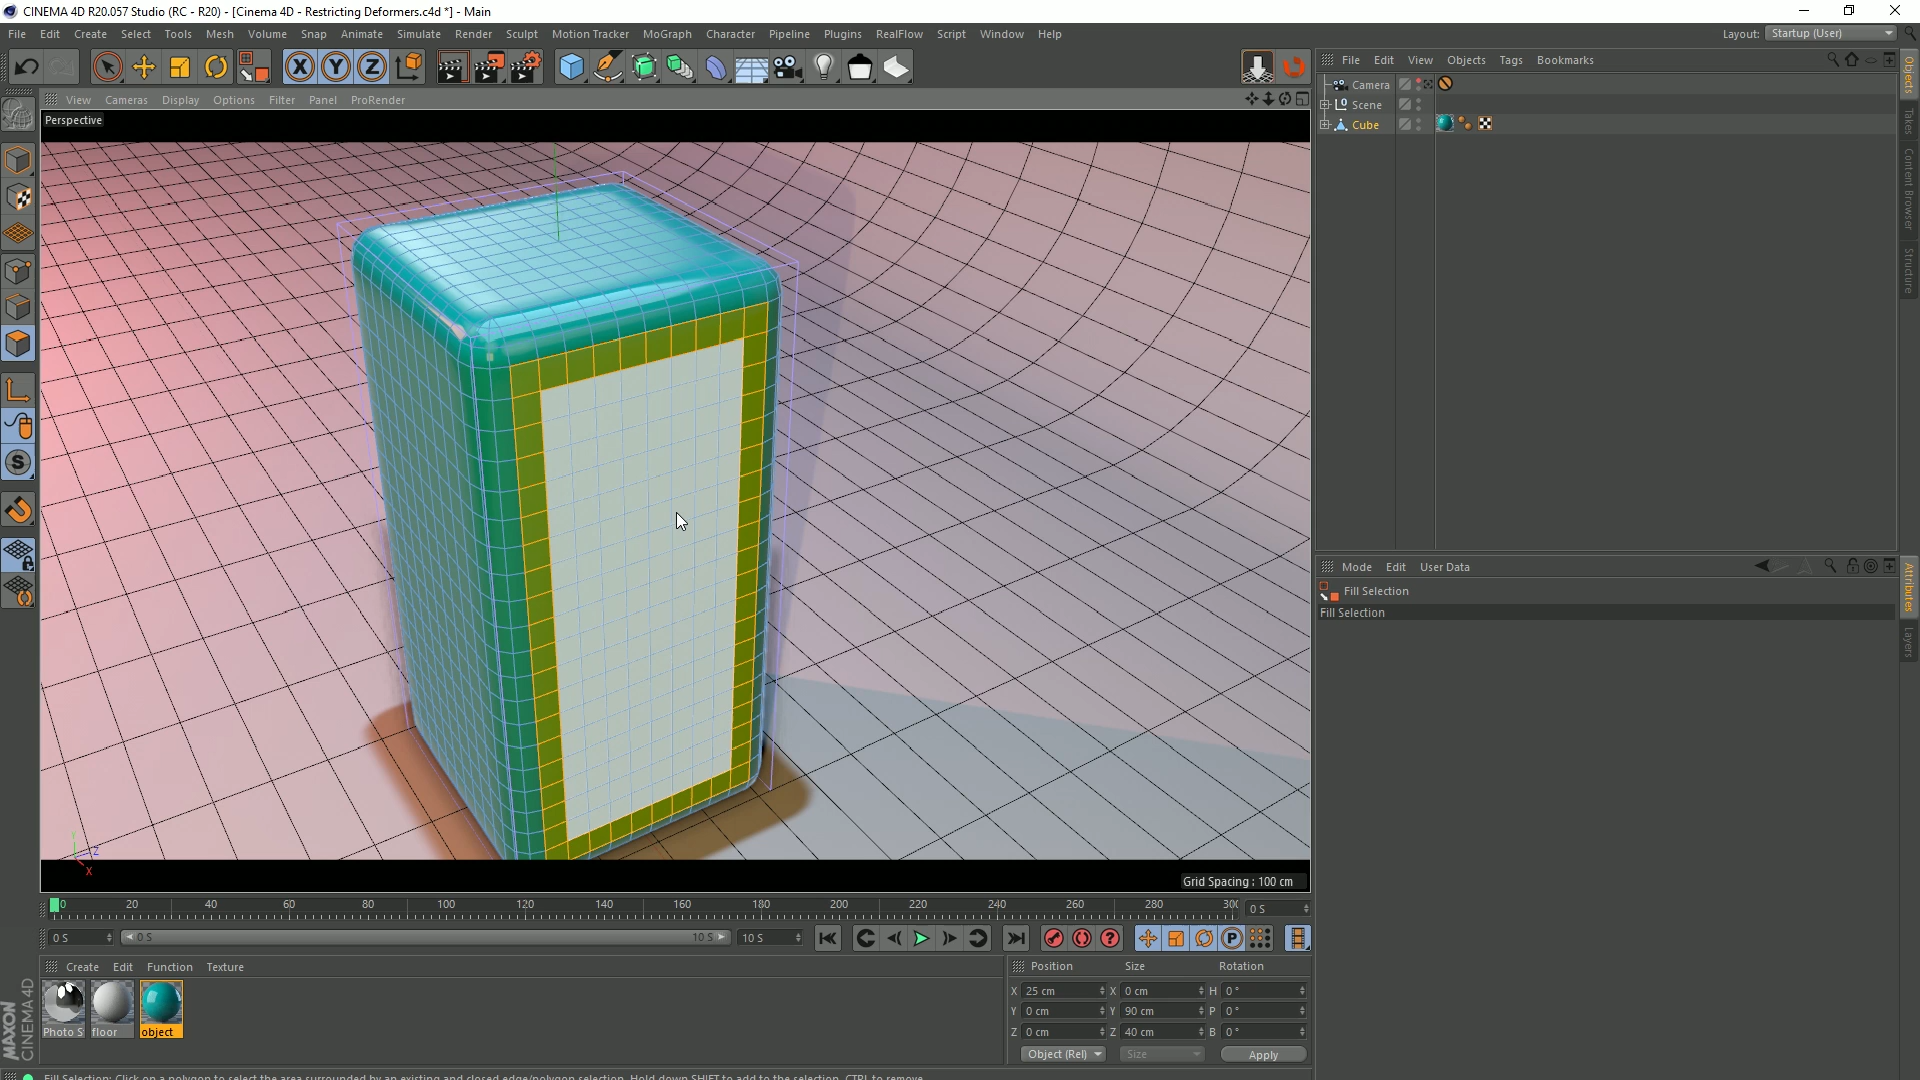 CINEMA 4D R20.057 Studio (RC - R20) - [Cinema 4D - Restricting Deformers.c4d *] - Main
File Edit Create Select Tools Mesh Volume Snap Animate Simulate Render Sculpt Motion Tracker MoGraph Character Pipeline Plugins RealFlow Script Window Help
Layout: Startup (User)
X Y Z
File Edit View Objects Tags Bookmarks
View Cameras Display Options Filter Panel ProRender
Camera
Scene
Cube
Perspective
Objects
Takes
Content Browser
Structure
S
Mode Edit User Data
Fill Selection
Fill Selection
Attributes
Layers
Y
Z
X
Grid Spacing : 100 cm
0 20 40 60 80 100 120 140 160 180 200 220 240 260 280 300
0 S
0 S 0 S 10 S 10 S
P
Create Edit Function Texture
Position Size Rotation
X 25 cm X 0 cm H 0 °
Y 0 cm Y 90 cm P 0 °
Z 0 cm Z 40 cm B 0 °
Object (Rel) Size Apply
Photo S floor object
MAXON
CINEMA 4D
Fill Selection: Click on a polygon to select the area surrounded by an existing and closed edge/polygon selection. Hold down SHIFT to add to the selection, CTRL to remove.